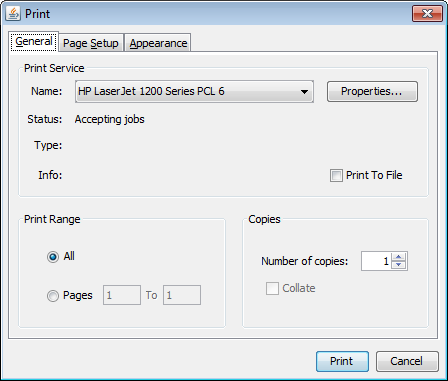 Print
General Page Setup Appearance
Print Service
Name: HP LaserJet 1200 Series PCL 6 Properties...
Status: Accepting jobs
Type:
Info: Print To File
Print Range Copies
All Number of copies: 1
Pages 1 To 1 Collate
Print Cancel